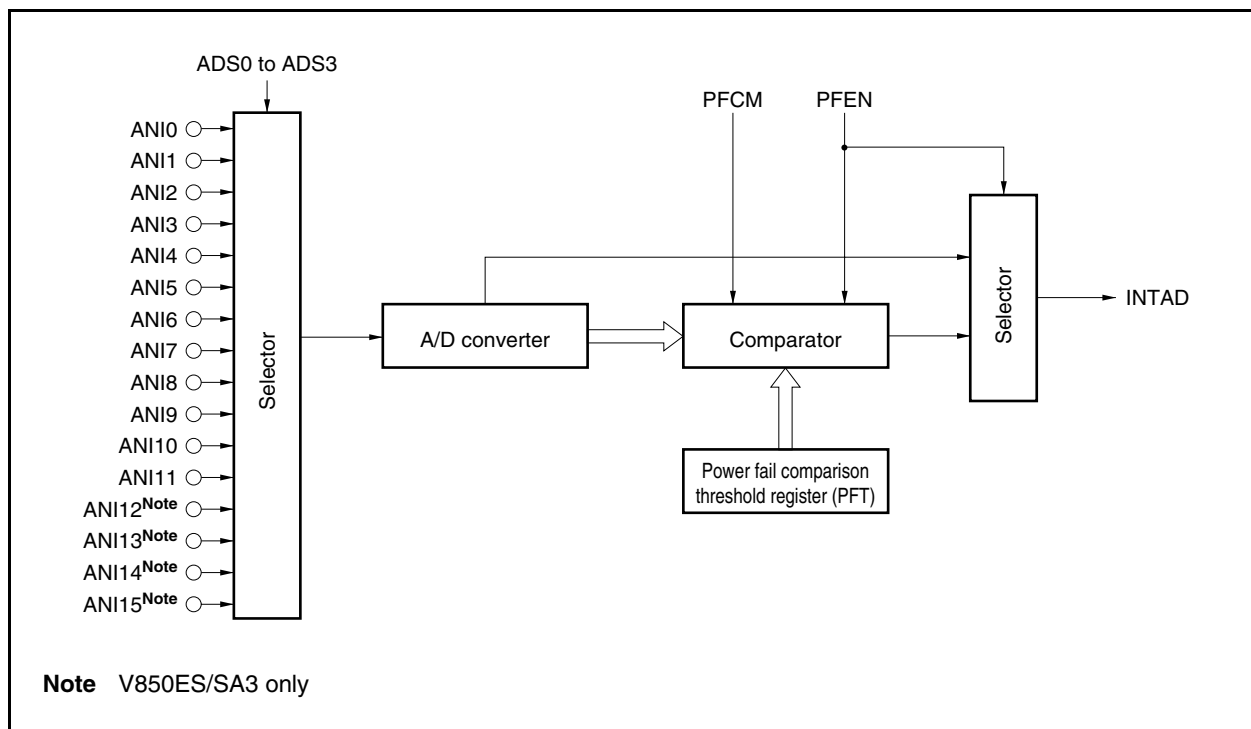 ADS0 to ADS3
PFCM
PFEN
ANI0
ANI1
ANI2
ANI3
ANI4
ANI5
ANI6
ANI7
ANI8
ANI9
ANI10
ANI11
ANI12Note
ANI13Note
ANI14Note
ANI15Note
Selector
A/D converter
Comparator
Power fail comparison
threshold register (PFT)
Selector
INTAD
Note V850ES/SA3 only